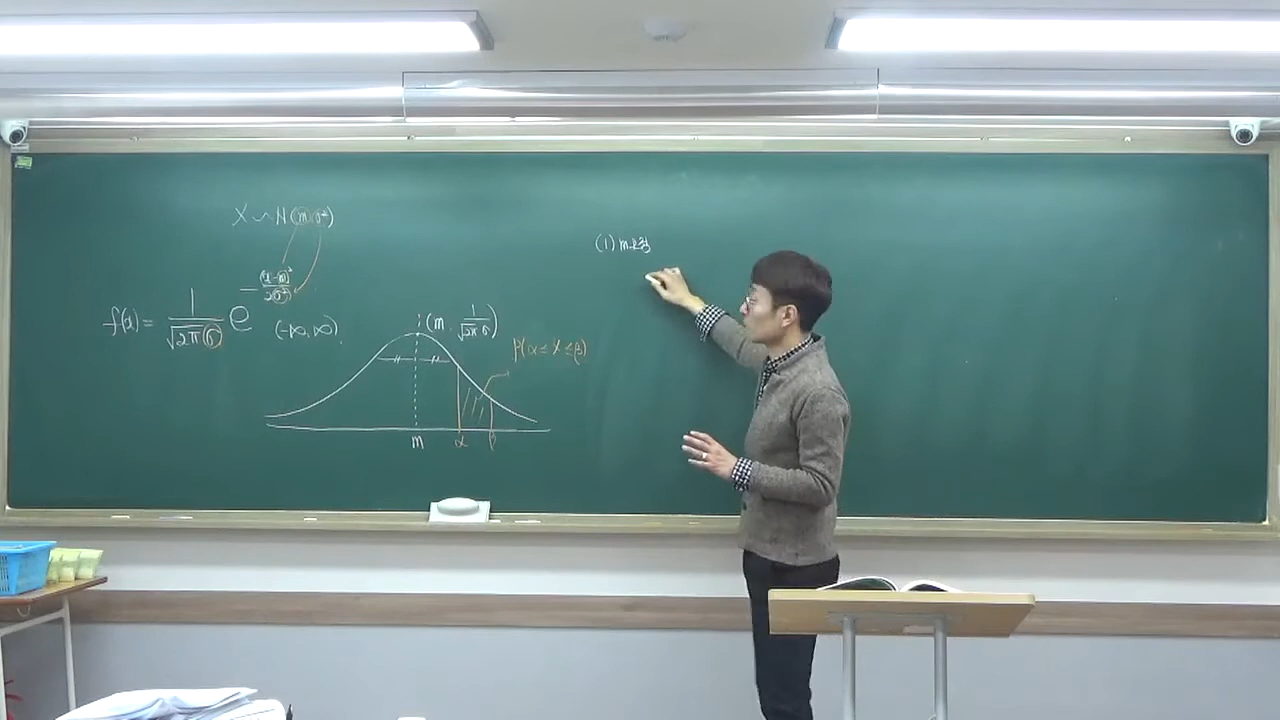 X ~ N(m, σ²)
f(x) = 1/(√2π σ) e^(-(x-m)²/2σ²) (-∞, ∞).
(m, 1/(√2π σ))
P(α ≤ X ≤ β)
m α β
(1) m